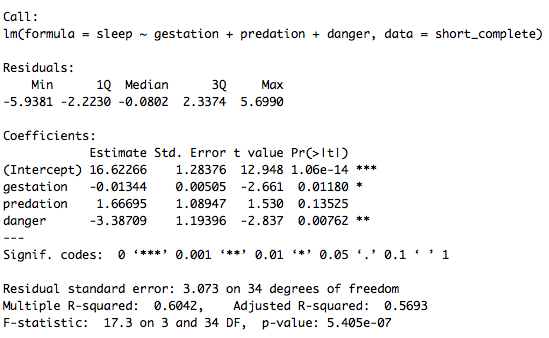 Call:
lm(formula = sleep ~ gestation + predation + danger, data = short_complete)
Residuals:
    Min      1Q  Median      3Q     Max
-5.9381 -2.2230 -0.0802  2.3374  5.6990
Coefficients:
            Estimate Std. Error t value Pr(>|t|)
(Intercept) 16.62266    1.28376  12.948 1.06e-14 ***
gestation   -0.01344    0.00505  -2.661  0.01180 *
predation    1.66695    1.08947   1.530  0.13525
danger      -3.38709    1.19396  -2.837  0.00762 **
---
Signif. codes:  0 ‘***’ 0.001 ‘**’ 0.01 ‘*’ 0.05 ‘.’ 0.1 ‘ ’ 1
Residual standard error: 3.073 on 34 degrees of freedom
Multiple R-squared:  0.6042,    Adjusted R-squared:  0.5693
F-statistic:  17.3 on 3 and 34 DF,  p-value: 5.405e-07